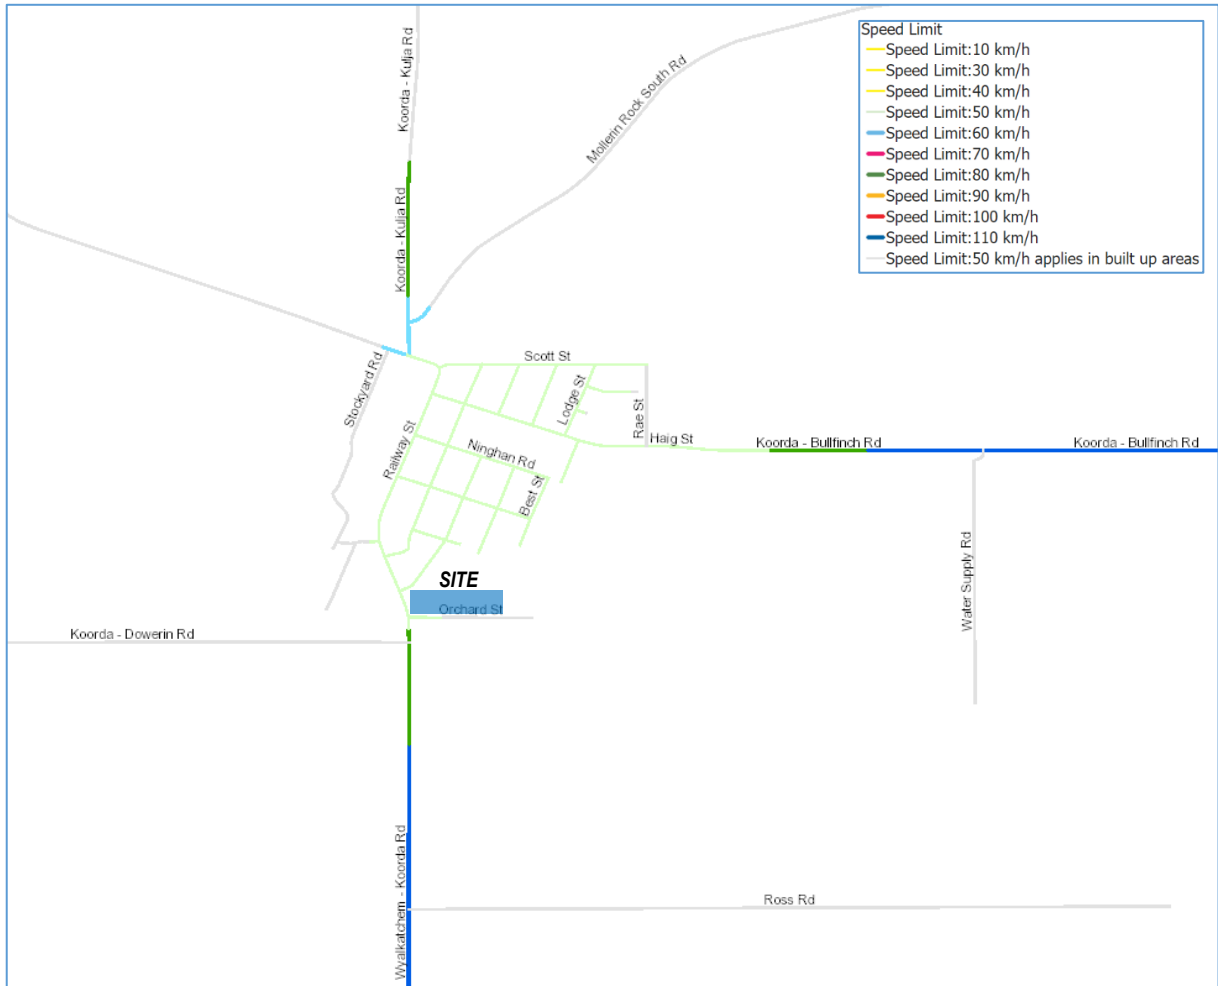 Speed Limit
Speed Limit:10 km/h
Speed Limit:30 km/h
Speed Limit:40 km/h
Speed Limit:50 km/h
Speed Limit:60 km/h
Speed Limit:70 km/h
Speed Limit:80 km/h
Speed Limit:90 km/h
Speed Limit:100 km/h
Speed Limit:110 km/h
Speed Limit:50 km/h applies in built up areas
Koorda - Kulja Rd
Mollerin Rock South Rd
Koorda - Kulja Rd
Scott St
Stockyard Rd
Lodge St
Rae St
Haig St
Koorda - Bullfinch Rd
Koorda - Bullfinch Rd
Railway St
Ninghan Rd
Best St
Water Supply Rd
SITE
Orchard St
Koorda - Dowerin Rd
Wyalkatchem - Koorda Rd
Ross Rd